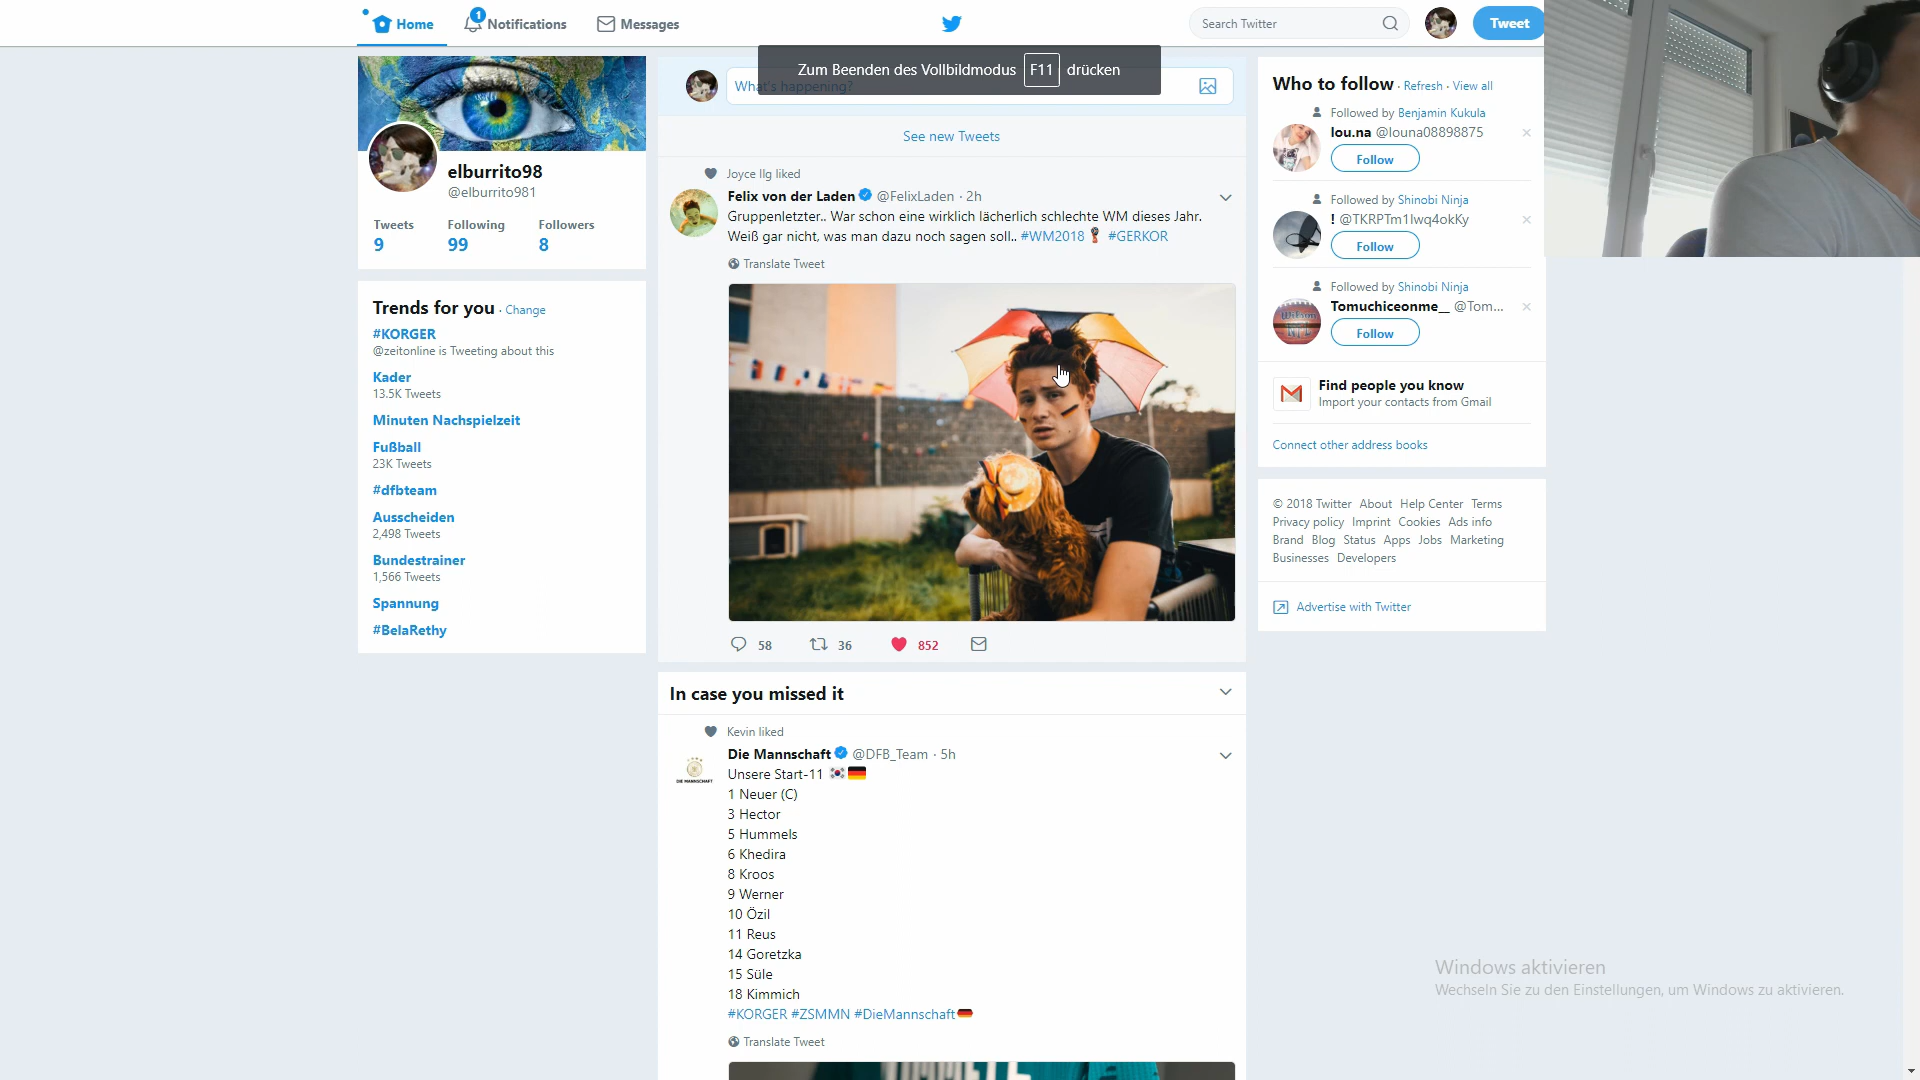 Home
1
Notifications
Messages
Search Twitter
Tweet
Zum Beenden des Vollbildmodus F11 drücken
What's happening?
See new Tweets
elburrito98
@elburrito981
Tweets Following Followers
9 99 8
Trends for you · Change
#KORGER
@zeitonline is Tweeting about this
Kader
13.5K Tweets
Minuten Nachspielzeit
Fußball
23K Tweets
#dfbteam
Ausscheiden
2,498 Tweets
Bundestrainer
1,566 Tweets
Spannung
#BelaRethy
Joyce Ilg liked
Felix von der Laden @FelixLaden · 2h
Gruppenletzter.. War schon eine wirklich lächerlich schlechte WM dieses Jahr.
Weiß gar nicht, was man dazu noch sagen soll.. #WM2018 🏆 #GERKOR
Translate Tweet
58 36 852
In case you missed it
Kevin liked
Die Mannschaft @DFB_Team · 5h
DIE MANNSCHAFT
Unsere Start-11 🇰🇷🇩🇪
1 Neuer (C)
3 Hector
5 Hummels
6 Khedira
8 Kroos
9 Werner
10 Özil
11 Reus
14 Goretzka
15 Süle
18 Kimmich
#KORGER #ZSMMN #DieMannschaft🇩🇪
Translate Tweet
Who to follow · Refresh · View all
Followed by Benjamin Kukula
lou.na @louna08898875
Follow
Followed by Shinobi Ninja
! @TKRPTm1lwq4okKy
Follow
Followed by Shinobi Ninja
Tomuchiceonme__ @Tom...
Follow
Wilson
NFL
Find people you know
Import your contacts from Gmail
Connect other address books
© 2018 Twitter About Help Center Terms
Privacy policy Imprint Cookies Ads info
Brand Blog Status Apps Jobs Marketing
Businesses Developers
Advertise with Twitter
Windows aktivieren
Wechseln Sie zu den Einstellungen, um Windows zu aktivieren.